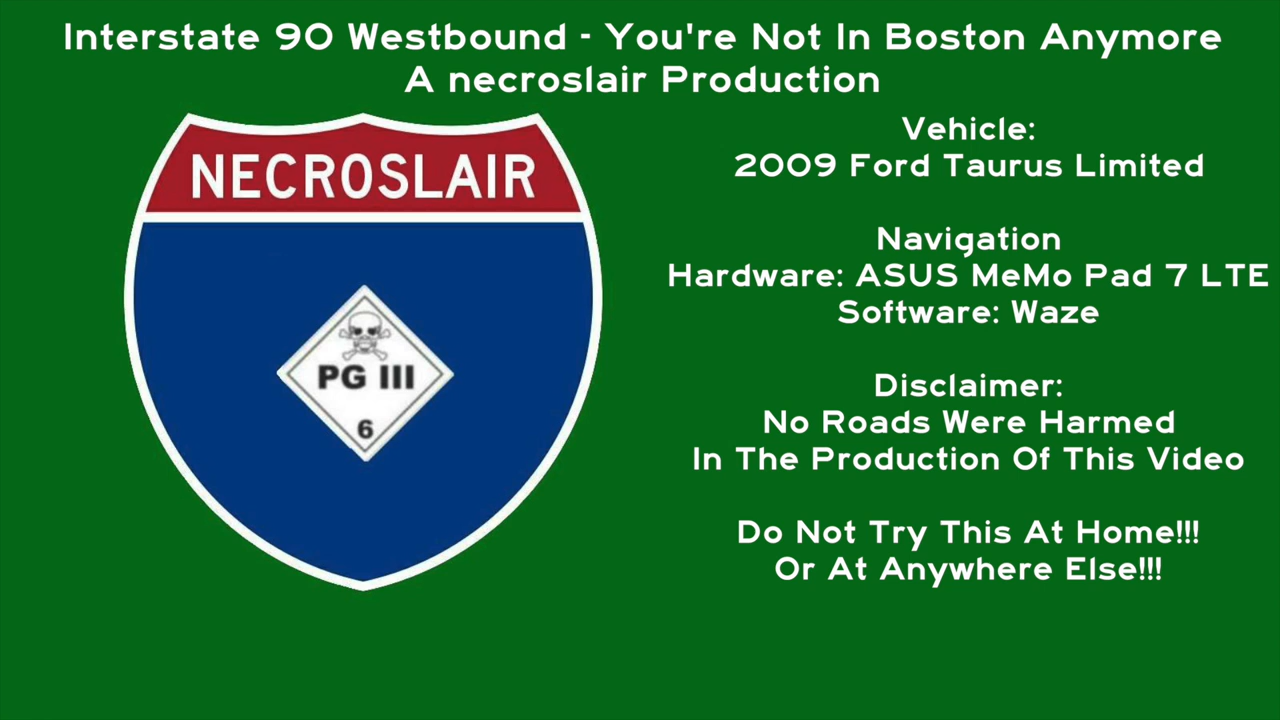 Interstate 90 Westbound - You're Not In Boston Anymore
A necroslair Production
NECROSLAIR
PG III
6
Vehicle:
2009 Ford Taurus Limited
Navigation
Hardware: ASUS MeMo Pad 7 LTE
Software: Waze
Disclaimer:
No Roads Were Harmed
In The Production Of This Video
Do Not Try This At Home!!!
Or At Anywhere Else!!!